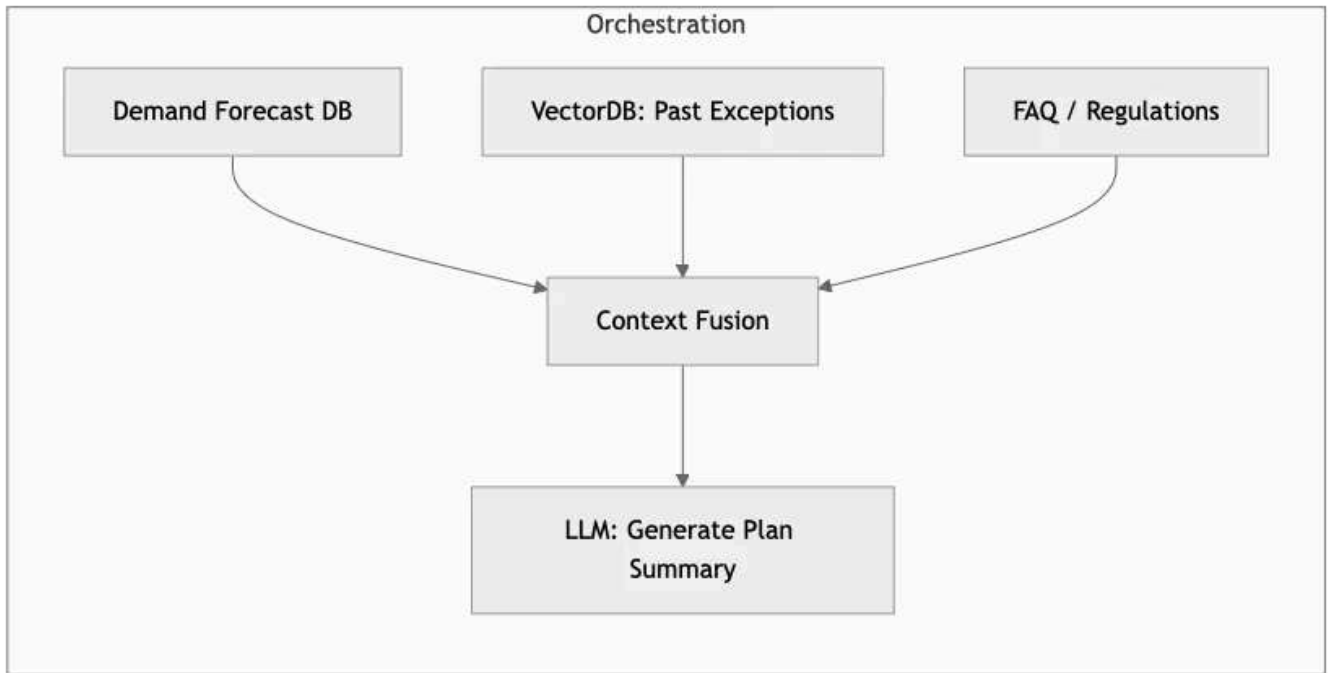 Orchestration
Demand Forecast DB
VectorDB: Past Exceptions
FAQ / Regulations
Context Fusion
LLM: Generate Plan
Summary